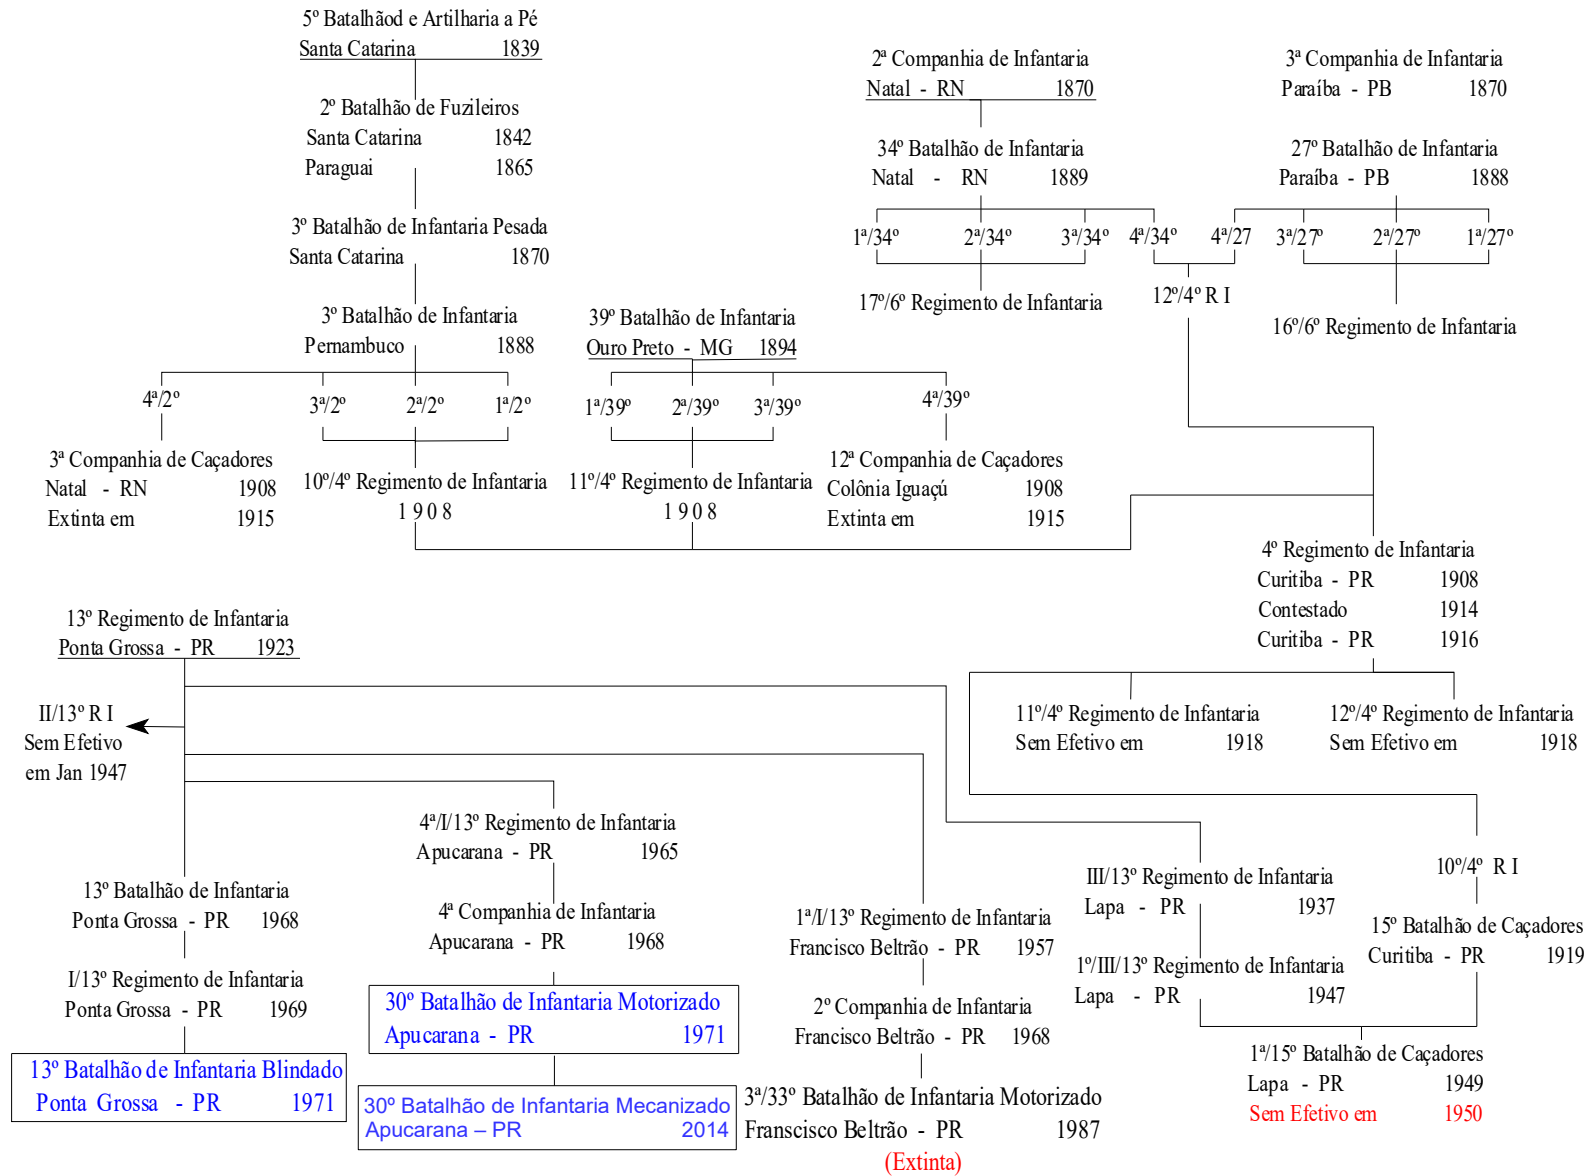 5º Batalhãod e Artilharia a Pé
Santa Catarina 1839
2º Batalhão de Fuzileiros
Santa Catarina 1842
Paraguai 1865
3º Batalhão de Infantaria Pesada
Santa Catarina 1870
3º Batalhão de Infantaria
Pernambuco 1888
4ª/2º 3ª/2º 2ª/2º 1ª/2º
3ª Companhia de Caçadores
Natal - RN 1908
Extinta em 1915
10º/4º Regimento de Infantaria
1 9 0 8
39º Batalhão de Infantaria
Ouro Preto - MG 1894
1ª/39º 2ª/39º 3ª/39º 4ª/39º
11º/4º Regimento de Infantaria
1 9 0 8
12ª Companhia de Caçadores
Colônia Iguaçú 1908
Extinta em 1915
2ª Companhia de Infantaria
Natal - RN 1870
34º Batalhão de Infantaria
Natal - RN 1889
1ª/34º 2ª/34º 3ª/34º 4ª/34º
17º/6º Regimento de Infantaria
3ª Companhia de Infantaria
Paraíba - PB 1870
27º Batalhão de Infantaria
Paraíba - PB 1888
4ª/27 3ª/27º 2ª/27º 1ª/27º
12º/4º R I
16º/6º Regimento de Infantaria
4º Regimento de Infantaria
Curitiba - PR 1908
Contestado 1914
Curitiba - PR 1916
11º/4º Regimento de Infantaria
Sem Efetivo em 1918
12º/4º Regimento de Infantaria
Sem Efetivo em 1918
13º Regimento de Infantaria
Ponta Grossa - PR 1923
II/13º R I
Sem Efetivo
em Jan 1947
13º Batalhão de Infantaria
Ponta Grossa - PR 1968
I/13º Regimento de Infantaria
Ponta Grossa - PR 1969
13º Batalhão de Infantaria Blindado
Ponta Grossa - PR 1971
4ª/I/13º Regimento de Infantaria
Apucarana - PR 1965
4ª Companhia de Infantaria
Apucarana - PR 1968
30º Batalhão de Infantaria Motorizado
Apucarana - PR 1971
30º Batalhão de Infantaria Mecanizado
Apucarana – PR 2014
1ª/I/13º Regimento de Infantaria
Francisco Beltrão - PR 1957
2º Companhia de Infantaria
Francisco Beltrão - PR 1968
3ª/33º Batalhão de Infantaria Motorizado
Franscisco Beltrão - PR 1987
(Extinta)
III/13º Regimento de Infantaria
Lapa - PR 1937
1º/III/13º Regimento de Infantaria
Lapa - PR 1947
10º/4º R I
15º Batalhão de Caçadores
Curitiba - PR 1919
1ª/15º Batalhão de Caçadores
Lapa - PR 1949
Sem Efetivo em 1950